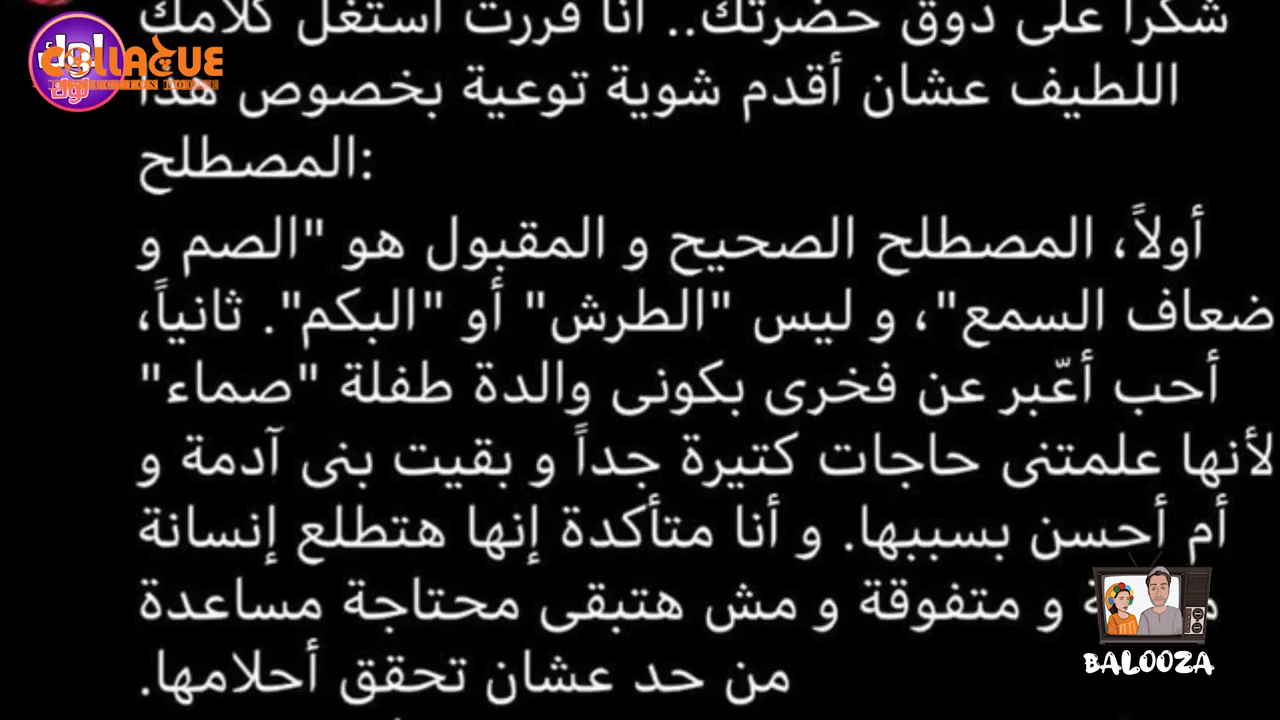 شكراً على ذوق حضرتك.. أنا قررت أستغل كلامك
اللطيف عشان أقدم شوية توعية بخصوص هذا
المصطلح:
أولاً، المصطلح الصحيح و المقبول هو "الصم و
ضعاف السمع"، و ليس "الطرش" أو "البكم". ثانياً،
أحب أعّبر عن فخرى بكونى والدة طفلة "صماء"
لأنها علمتنى حاجات كتيرة جداً و بقيت بنى آدمة و
أم أحسن بسببها. و أنا متأكدة إنها هتطلع إنسانة
و متفوقة و مش هتبقى محتاجة مساعدة
من حد عشان تحقق أحلامها.
COLLAGUE
BALOOZA